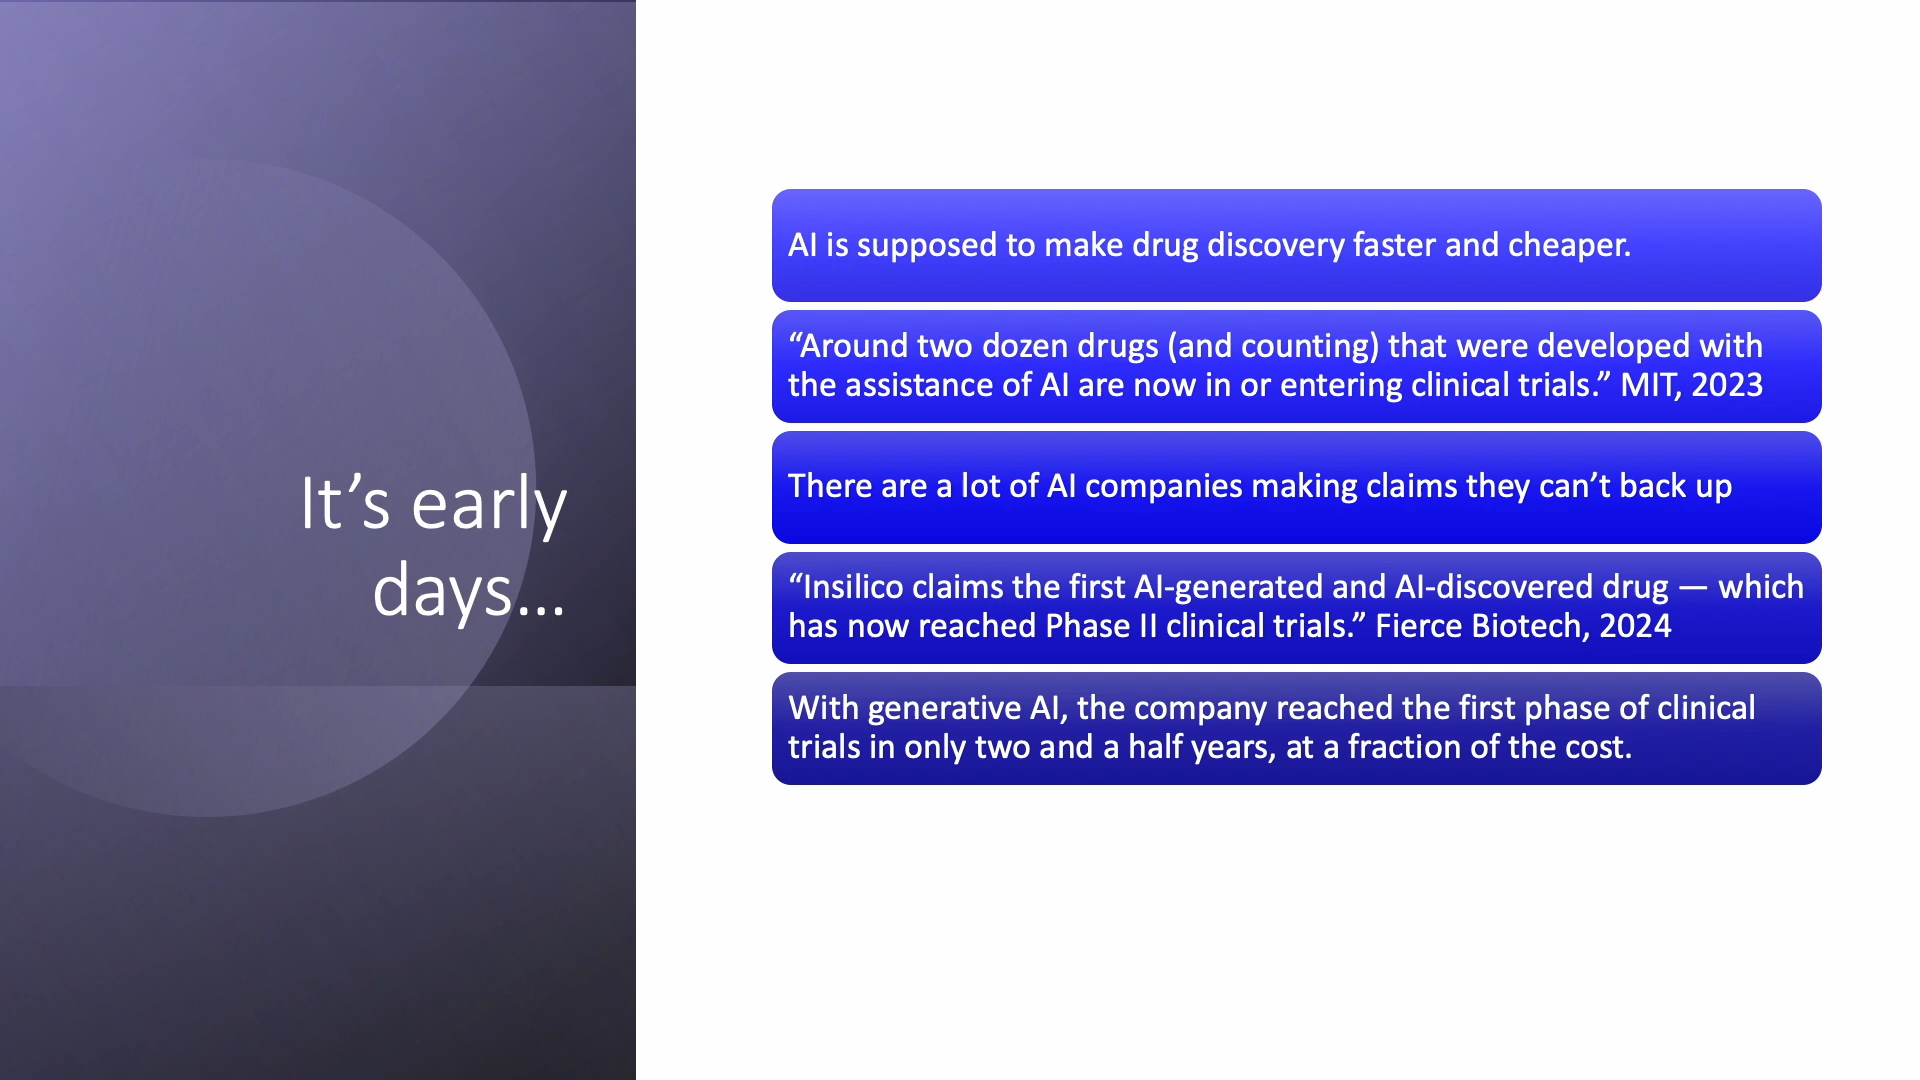 It’s early
days...
AI is supposed to make drug discovery faster and cheaper.
“Around two dozen drugs (and counting) that were developed with
the assistance of AI are now in or entering clinical trials.” MIT, 2023
There are a lot of AI companies making claims they can’t back up
“Insilico claims the first AI-generated and AI-discovered drug — which
has now reached Phase II clinical trials.” Fierce Biotech, 2024
With generative AI, the company reached the first phase of clinical
trials in only two and a half years, at a fraction of the cost.